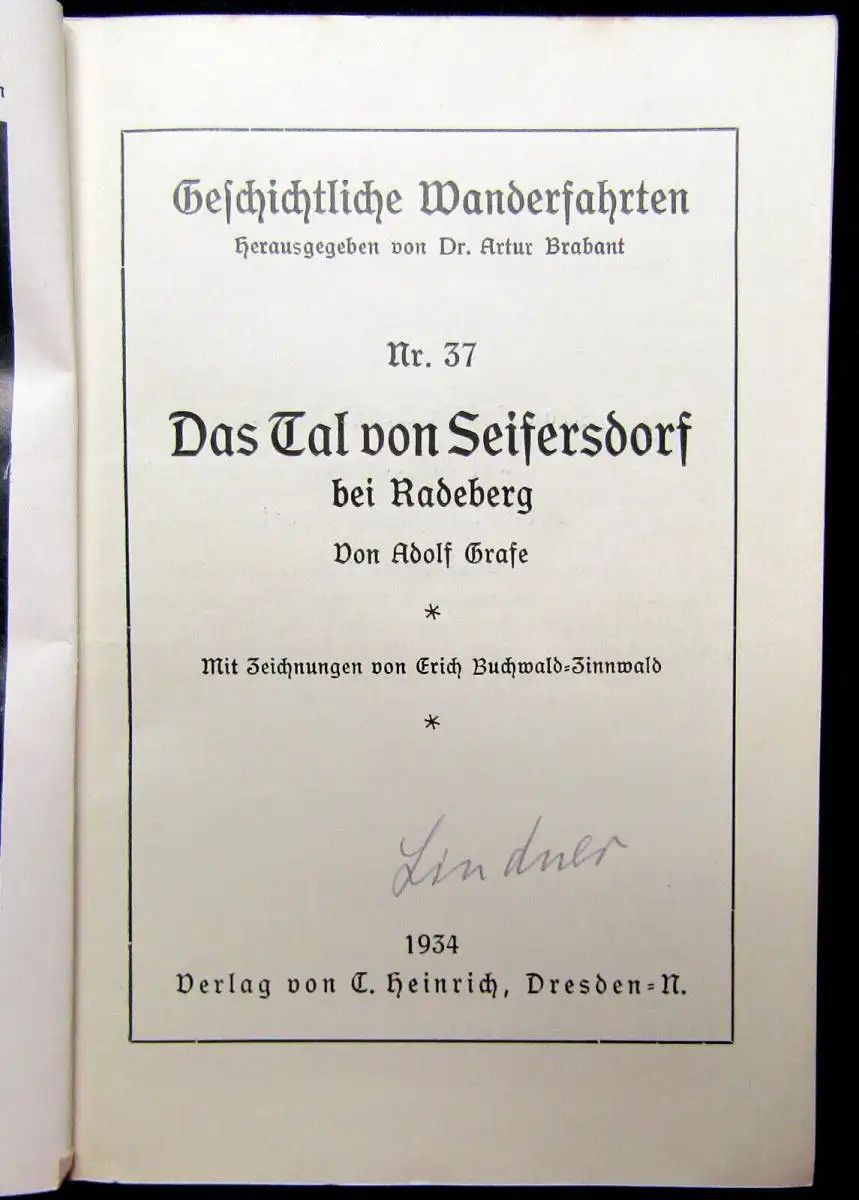 Geschichtliche Wanderfahrten
Herausgegeben von Dr. Artur Brabant
Nr. 37
Das Tal von Seifersdorf
bei Radeberg
Von Adolf Grafe
*
Mit Zeichnungen von Erich Buchwald-Zinnwald
*
Lindner
1934
Verlag von C. Heinrich, Dresden-N.